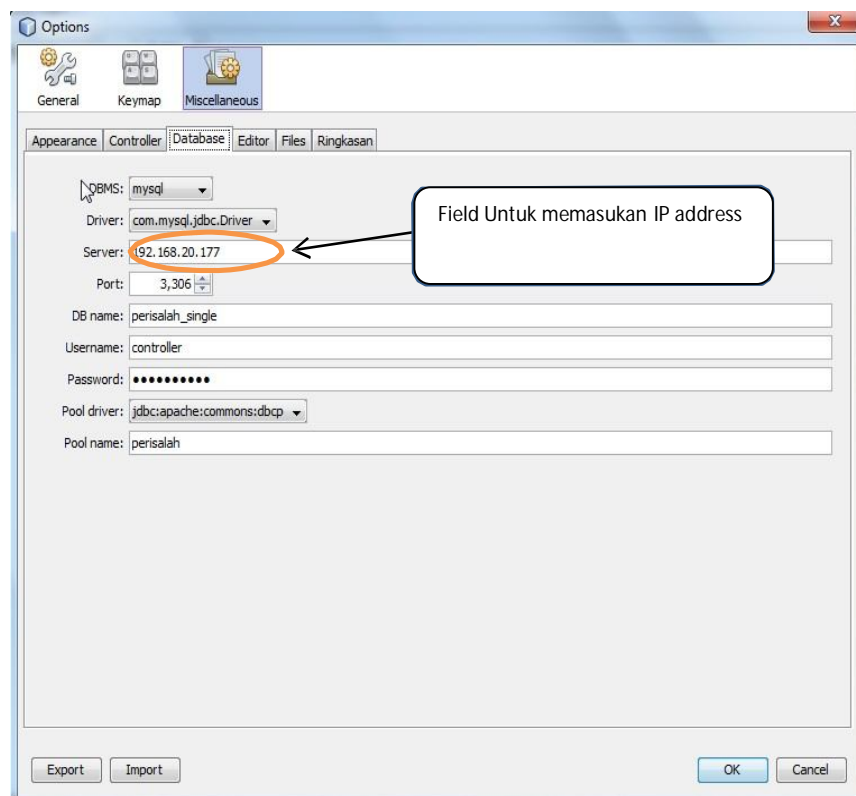 Options
General Keymap Miscellaneous
Appearance Controller Database Editor Files Ringkasan
DBMS: mysql
Driver: com.mysql.jdbc.Driver
Field Untuk memasukan IP address
Server: 192.168.20.177
Port: 3,306
DB name: perisalah_single
Username: controller
Password: ●●●●●●●●●●
Pool driver: jdbc:apache:commons:dbcp
Pool name: perisalah
Export Import OK Cancel